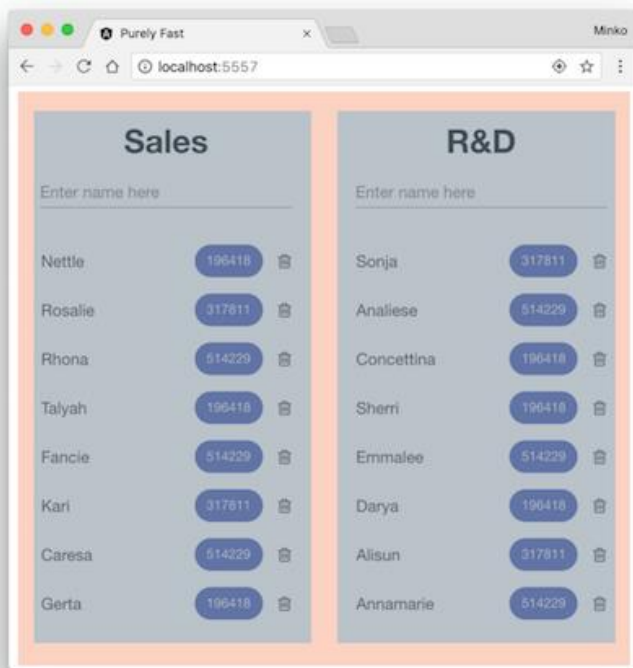 Purely Fast
Minko
localhost:5557
Sales
Enter name here
Nettle 196418
Rosalie 317811
Rhona 514229
Talyah 196418
Fancie 514229
Kari 317811
Caresa 514229
Gerta 196418
R&D
Enter name here
Sonja 317811
Analiese 514229
Concettina 196418
Sherri 196418
Emmalee 514229
Darya 196418
Alisun 317811
Annamarie 514229